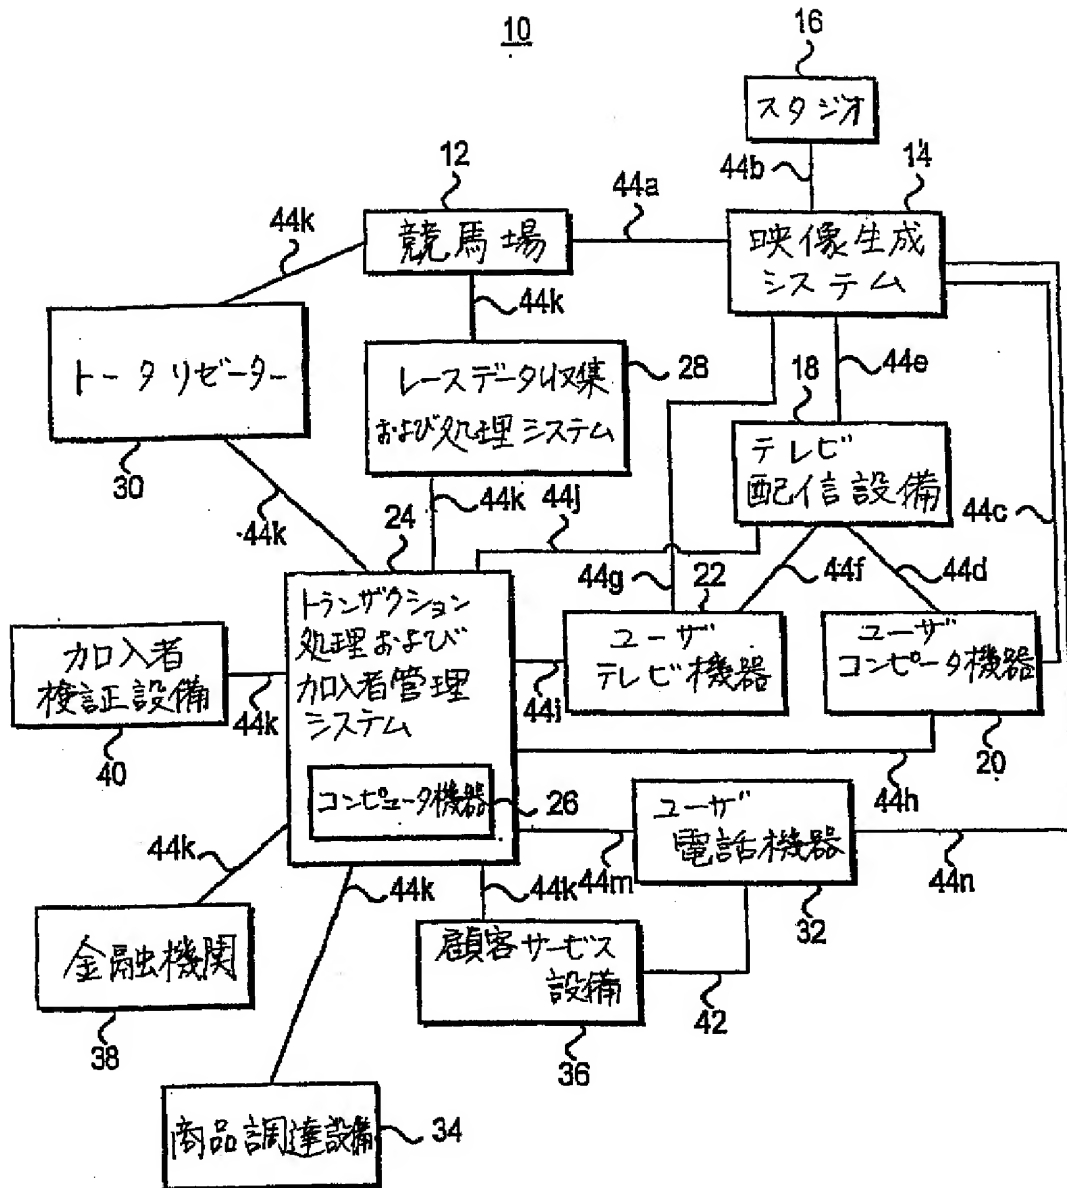 10
16
スタジオ
44b
14
12
44a
競馬場
映像生成
システム
44k
44k
トータリゼーター
30
レースデータ収集
および処理システム
28
44e
18
テレビ
配信設備
44c
44k
24
44k
44j
44g
22
44f
44d
トランザクション
処理および
加入者管理
システム
コンピュータ機器
26
加入者
検証設備
40
44k
ユーザ
テレビ機器
44i
ユーザ
コンピュータ機器
20
44h
ユーザ
電話機器
32
44m
44n
44k
44k
44k
金融機関
38
顧客サービス
設備
36
42
商品調達設備
34